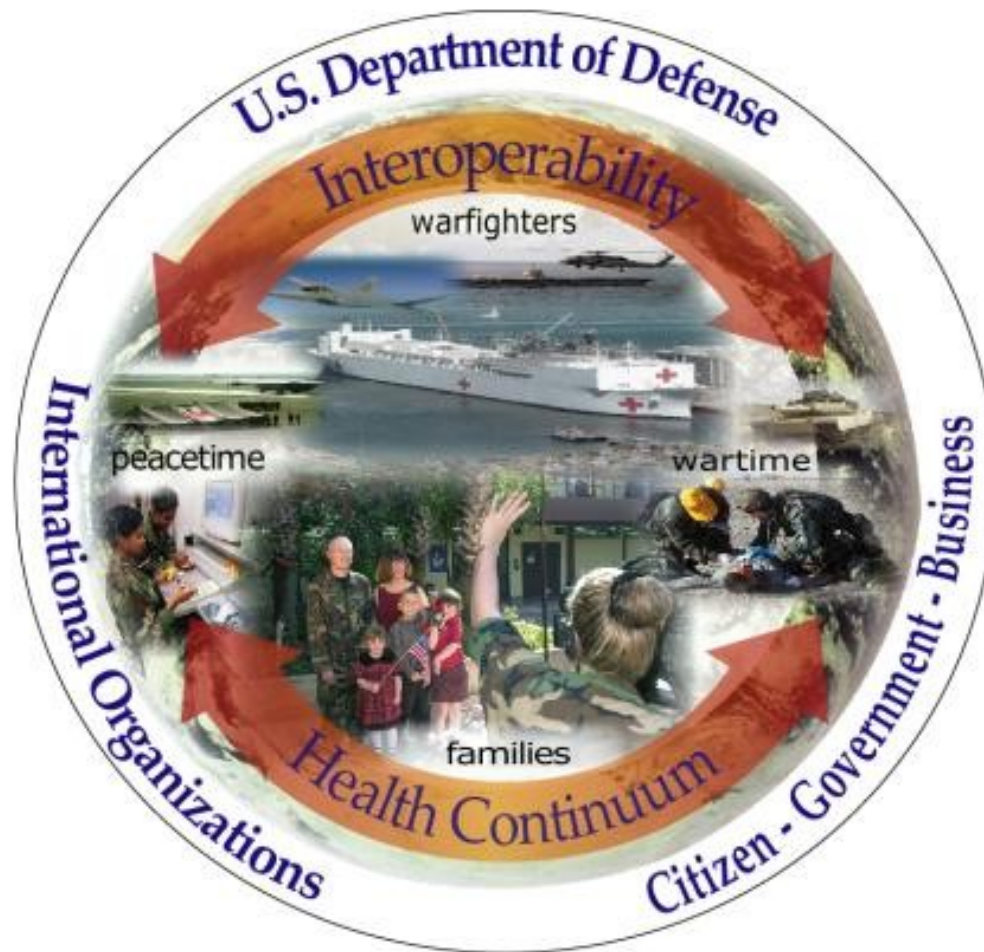 U.S. Department of Defense
Interoperability
warfighters
peacetime
wartime
families
Health Continuum
International Organizations
Citizen - Government - Business